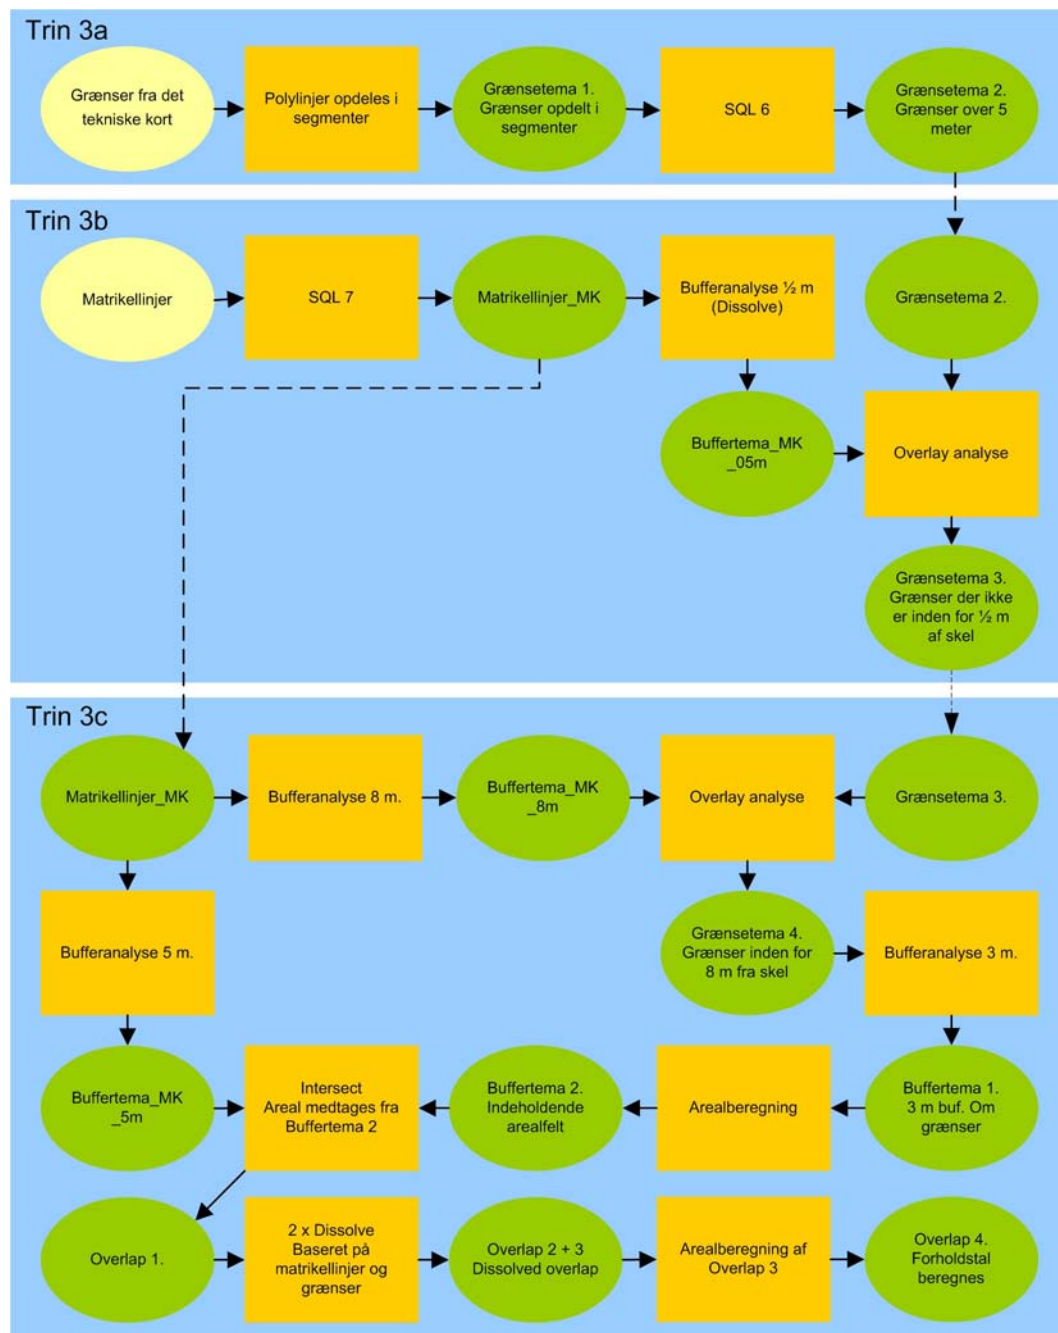 Trin 3a
Grænser fra det
tekniske kort
Polylinjer opdeles i
segmenter
Grænsetema 1.
Grænser opdelt i
segmenter
SQL 6
Grænsetema 2.
Grænser over 5
meter
Trin 3b
Matrikellinjer
SQL 7
Matrikellinjer_MK
Bufferanalyse ½ m
(Dissolve)
Grænsetema 2.
Buffertema_MK
_05m
Overlay analyse
Grænsetema 3.
Grænser der ikke
er inden for ½ m
af skel
Trin 3c
Matrikellinjer_MK
Bufferanalyse 8 m.
Buffertema_MK
_8m
Overlay analyse
Grænsetema 3.
Bufferanalyse 5 m.
Grænsetema 4.
Grænser inden for
8 m fra skel
Bufferanalyse 3 m.
Buffertema_MK
_5m
Intersect
Areal medtages fra
Buffertema 2
Buffertema 2.
Indeholdende
arealfelt
Arealberegning
Buffertema 1.
3 m buf. Om
grænser
Overlap 1.
2 x Dissolve
Baseret på
matrikellinjer og
grænser
Overlap 2 + 3
Dissolved overlap
Arealberegning af
Overlap 3
Overlap 4.
Forholdstal
beregnes